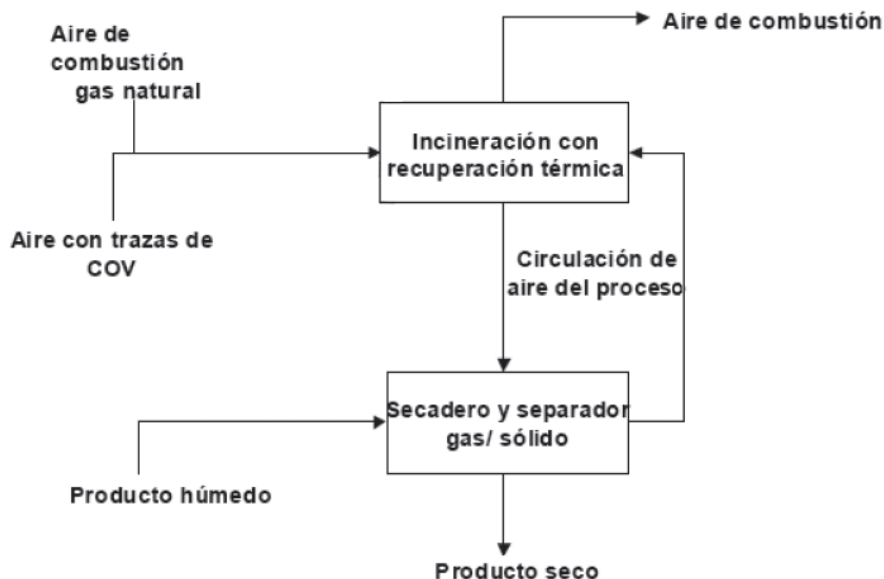 Aire de
combustión
gas natural
Aire de combustión
Incineración con
recuperación térmica
Aire con trazas de
COV
Circulación de
aire del proceso
Secadero y separador
gas/ sólido
Producto húmedo
Producto seco